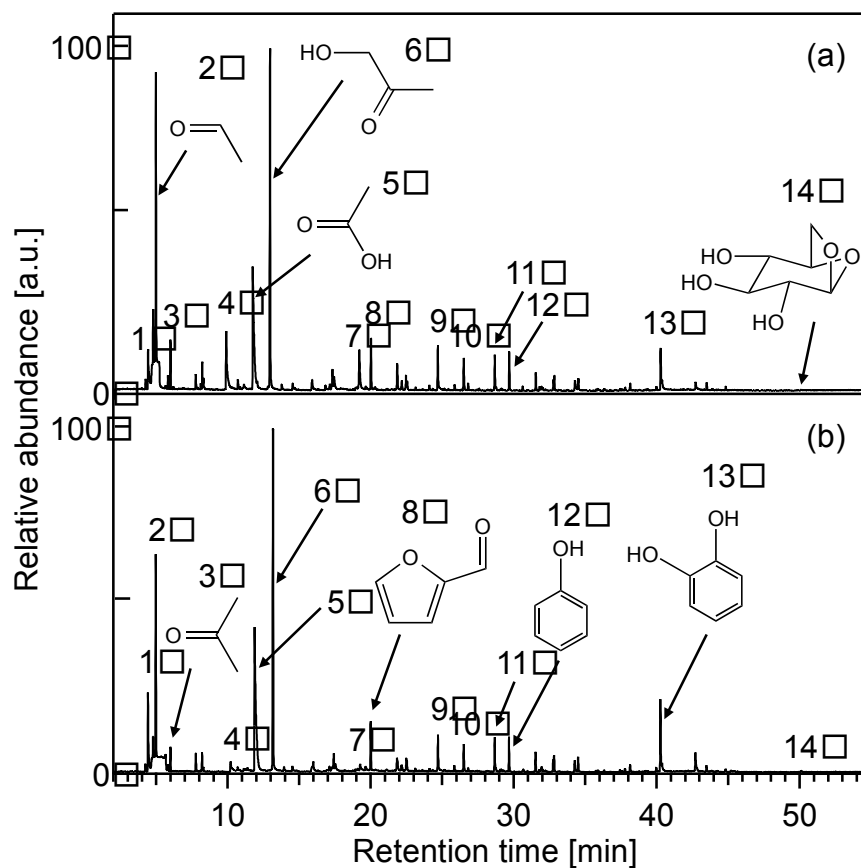 100□
(a)
2□
HO
6□
O
O
5□
O
OH
14□
O
O
HO
HO
HO
11□
12□
1□
3□
4□
7□
8□
9□
10□
13□
0□
Relative abundance [a.u.]
100□
(b)
6□
8□
12□
13□
2□
OH
OH
HO
O
O
3□
O
5□
1□
11□
4□
7□
9□
10□
14□
0□
10 20 30 40 50
Retention time [min]